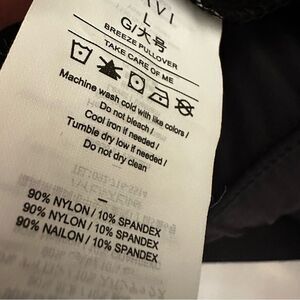 L
G/大号
BREEZE PULLOVER
TAKE CARE OF ME
Machine wash cold with like colors/
Do not bleach/
Cool iron if needed/
Tumble dry low if needed/
Do not dry clean
–
90% NYLON / 10% SPANDEX
90% NYLON / 10% SPANDEX
90% NAILON / 10% SPANDEX